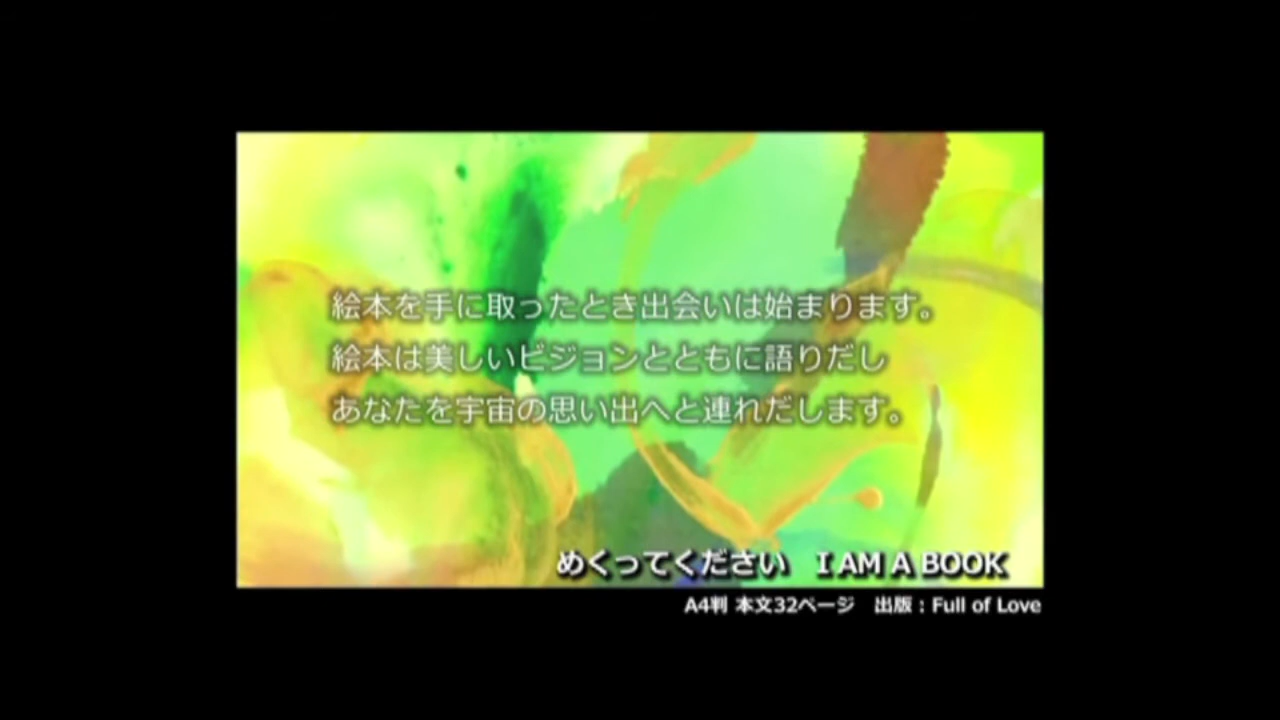 絵本を手に取ったとき出会いは始まります。
絵本は美しいビジョンとともに語りだし
あなたを宇宙の思い出へと連れだします。
めくってください　I AM A BOOK
A4判 本文32ページ　出版：Full of Love